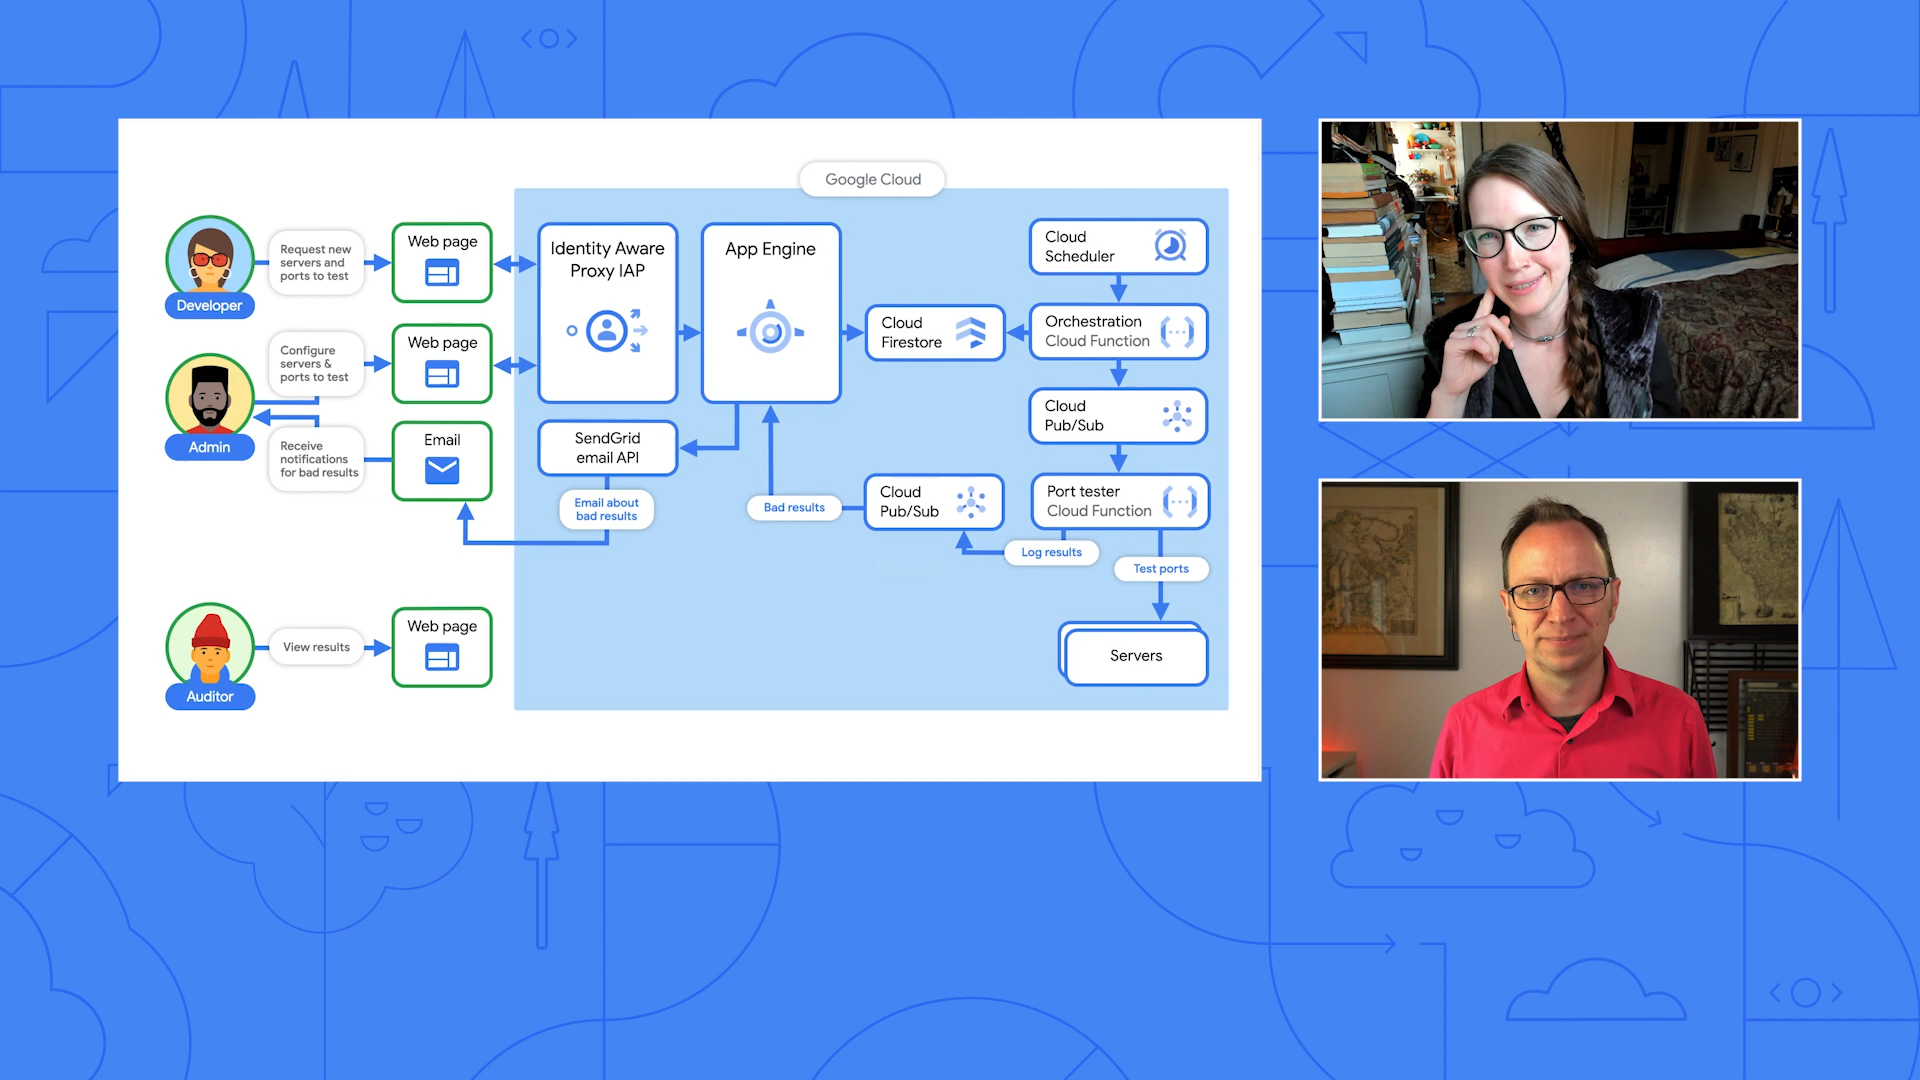 Google Cloud
Developer
Request new
servers and
ports to test
Web page
Identity Aware
Proxy IAP
App Engine
Cloud
Scheduler
Cloud
Firestore
Orchestration
Cloud Function
Admin
Configure
servers &
ports to test
Web page
Receive
notifications
for bad results
Email
SendGrid
email API
Email about
bad results
Bad results
Cloud
Pub/Sub
Cloud
Pub/Sub
Port tester
Cloud Function
Log results
Test ports
Servers
Auditor
View results
Web page